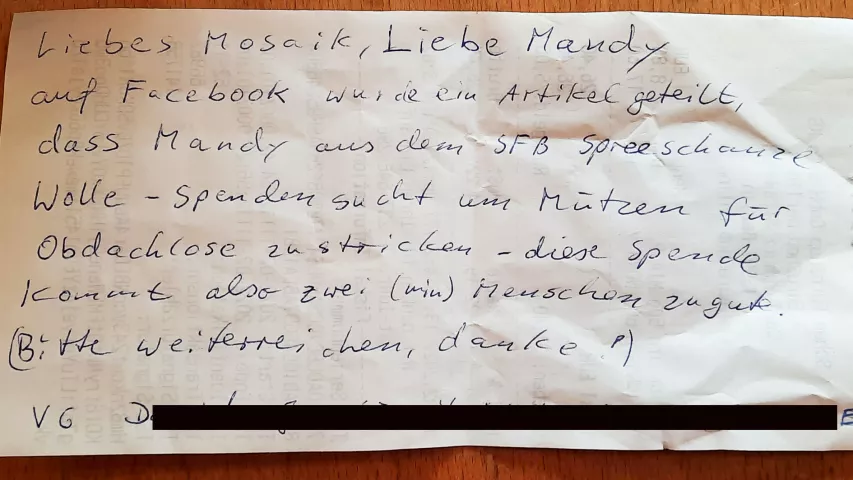 Liebes Mosaik, Liebe Mandy
auf Facebook wurde ein Artikel geteilt,
dass Mandy aus dem SFB Spreeschanze
Wolle - Spenden sucht um Mützen für
Obdachlose zu stricken - diese Spende
kommt also zwei (min) Menschen zugute.
(Bitte weiterreichen, danke!)
VG